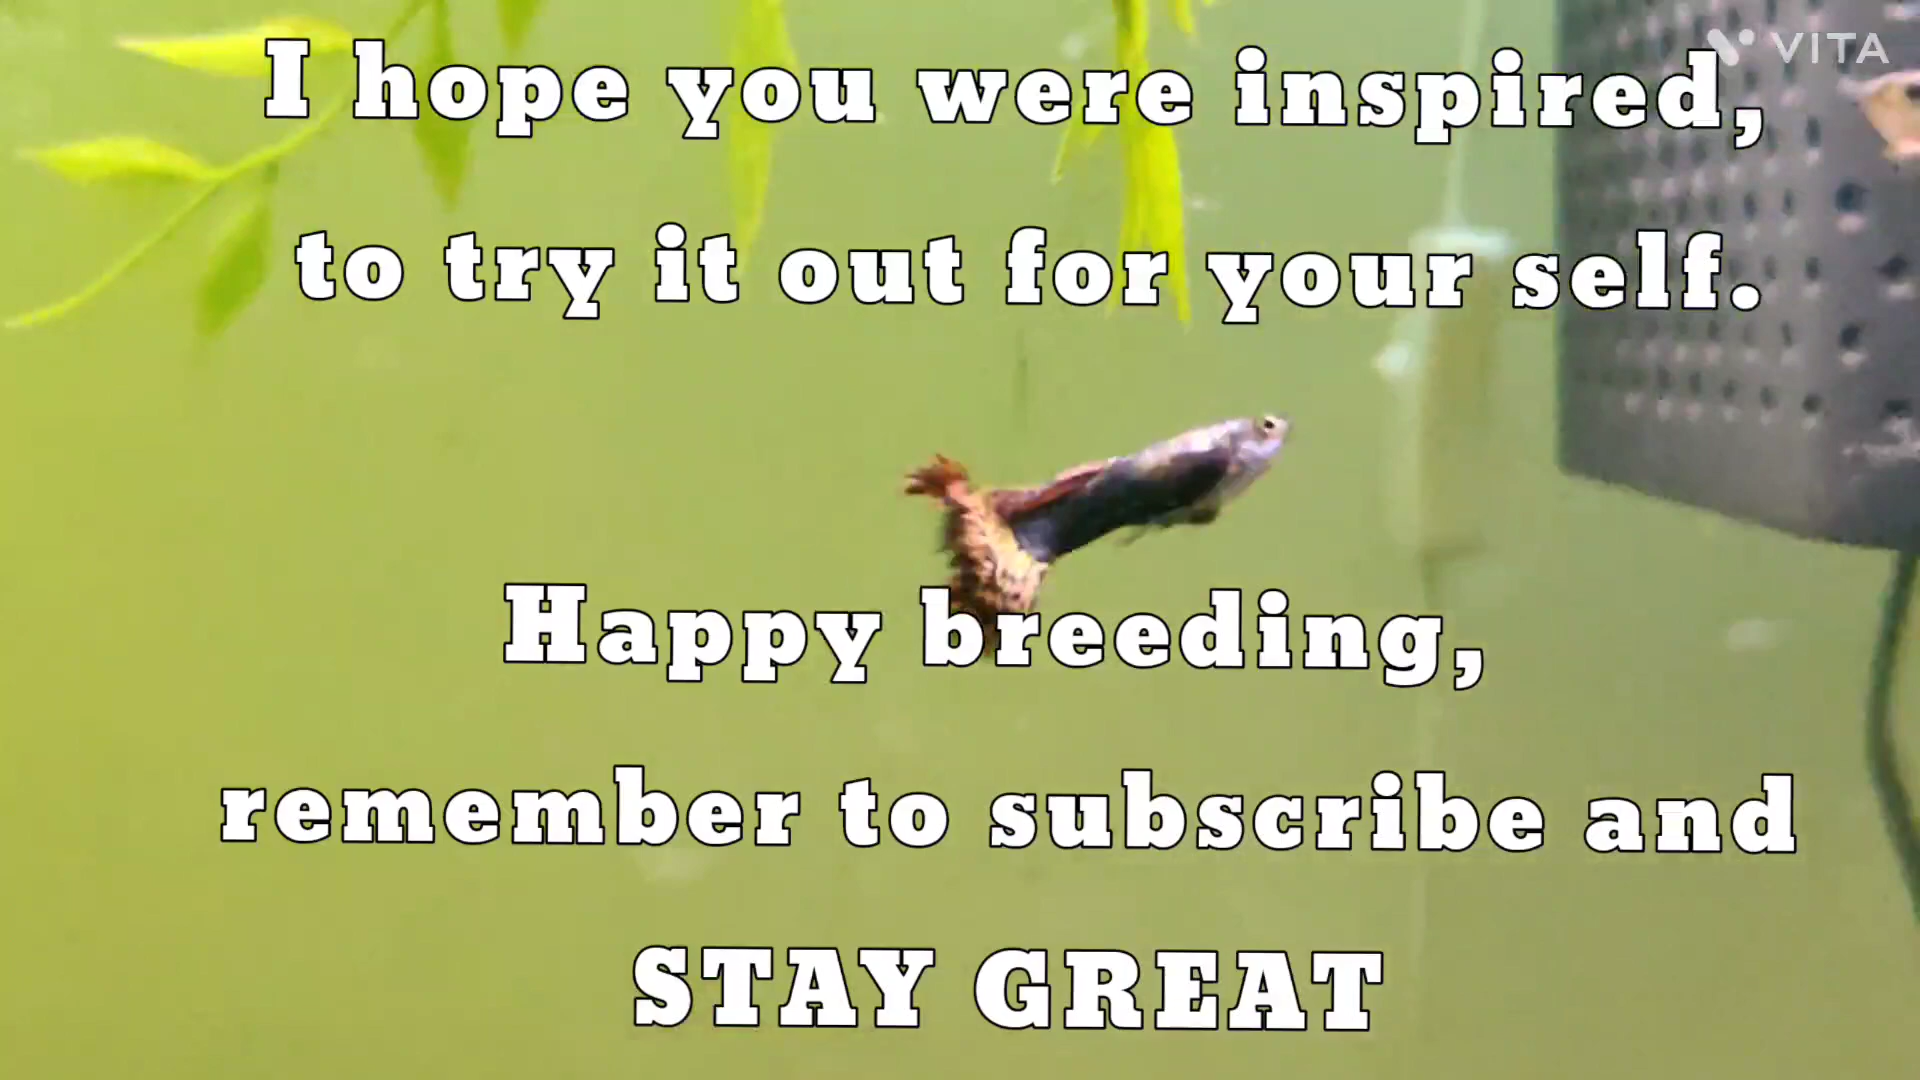 VITA
I hope you were inspired,
to try it out for your self.
Happy breeding,
remember to subscribe and
STAY GREAT